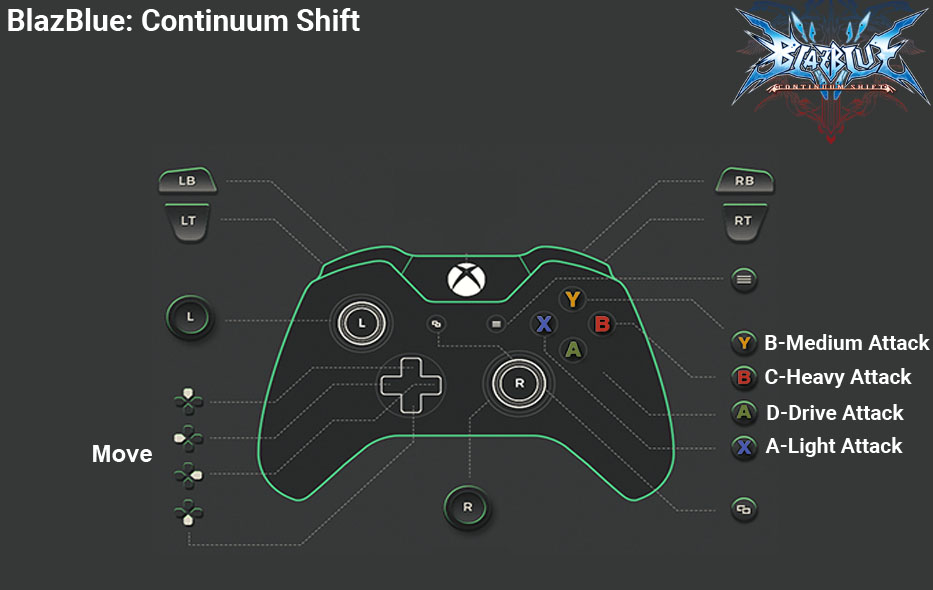 BlazBlue: Continuum Shift
BLAZBLUE
CONTINUUM SHIFT
LB
RB
LT
RT
L
L
Y
X
B
A
R
Y B-Medium Attack
B C-Heavy Attack
A D-Drive Attack
X A-Light Attack
Move
R